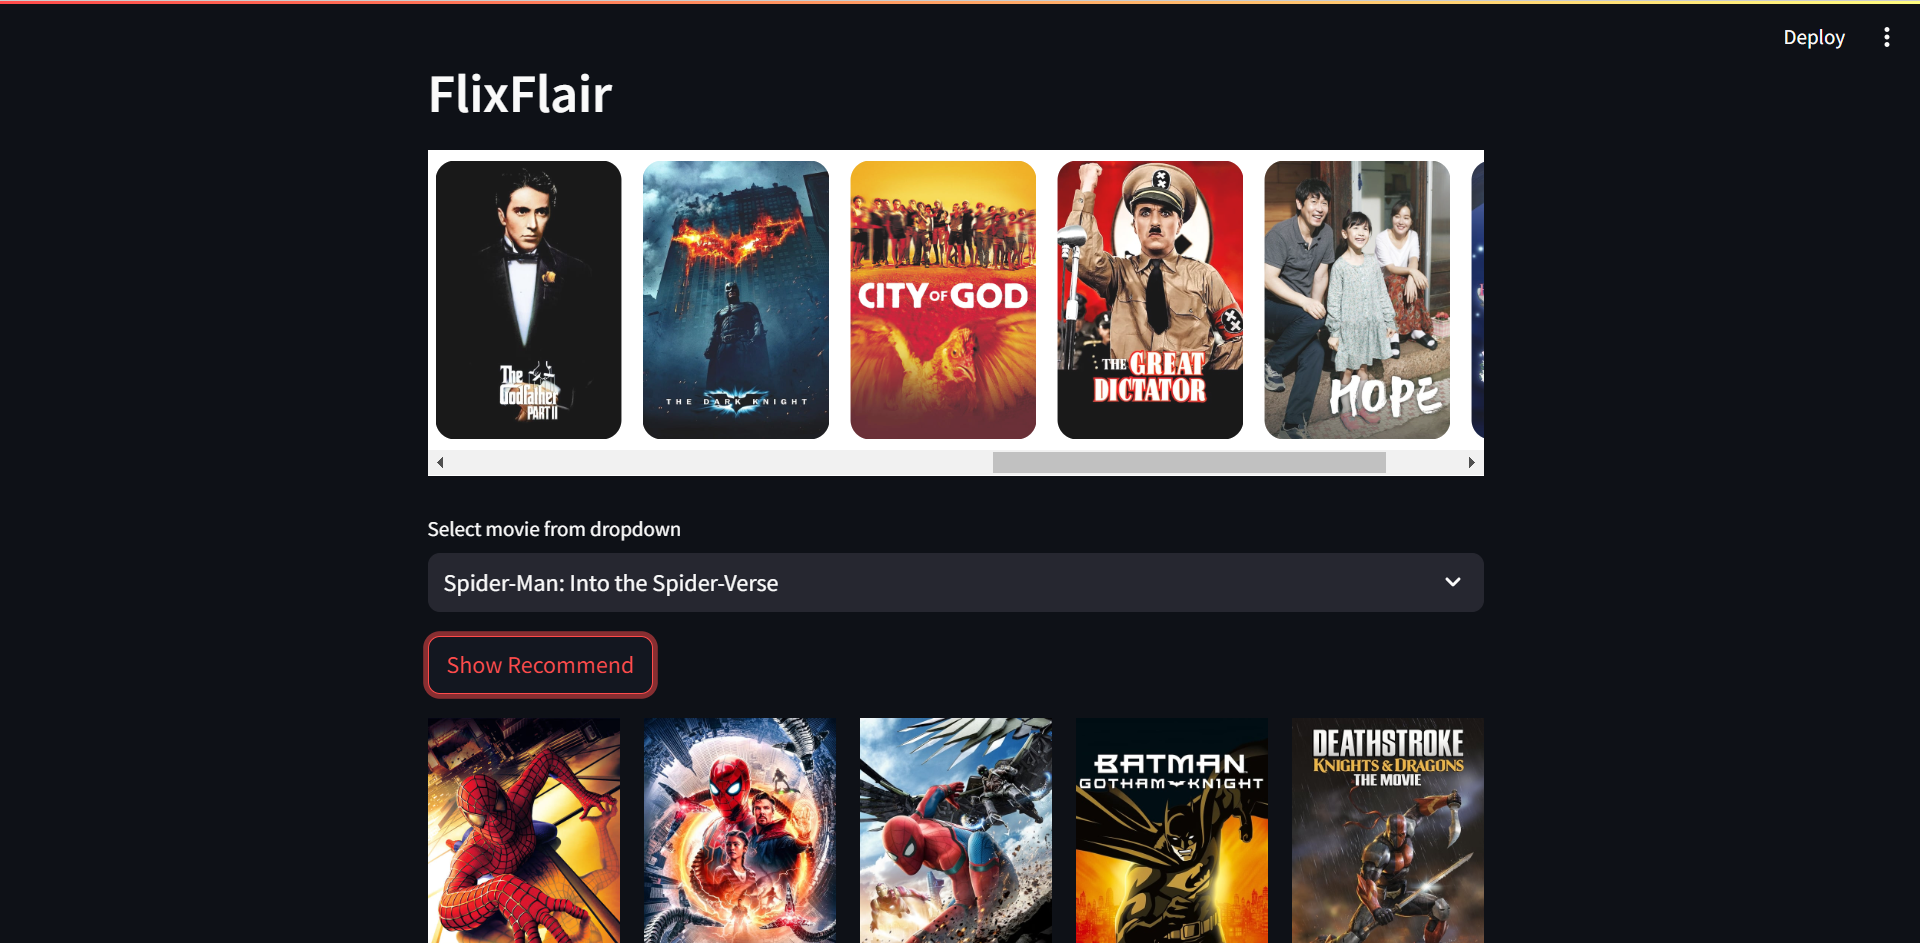 Deploy
FlixFlair
The
Godfather
PART II
THE DARK KNIGHT
CITY OF GOD
THE GREAT
DICTATOR
HOPE
Select movie from dropdown
Spider-Man: Into the Spider-Verse
Show Recommend
BATMAN
GOTHAM KNIGHT
DEATHSTROKE
KNIGHTS & DRAGONS
THE MOVIE